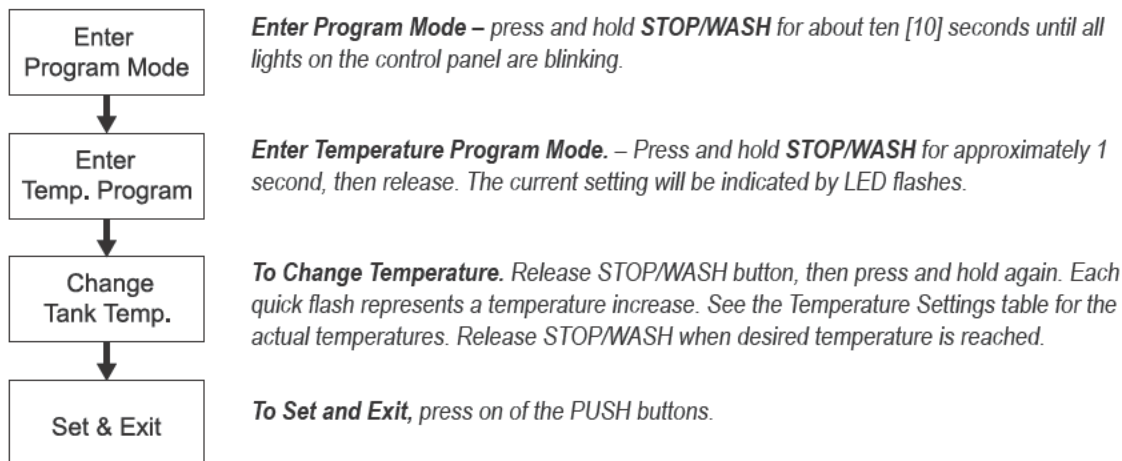 Enter
Program Mode
Enter Program Mode – press and hold STOP/WASH for about ten [10] seconds until all
lights on the control panel are blinking.
Enter
Temp. Program
Enter Temperature Program Mode. – Press and hold STOP/WASH for approximately 1
second, then release. The current setting will be indicated by LED flashes.
Change
Tank Temp.
To Change Temperature. Release STOP/WASH button, then press and hold again. Each
quick flash represents a temperature increase. See the Temperature Settings table for the
actual temperatures. Release STOP/WASH when desired temperature is reached.
Set & Exit
To Set and Exit, press on of the PUSH buttons.